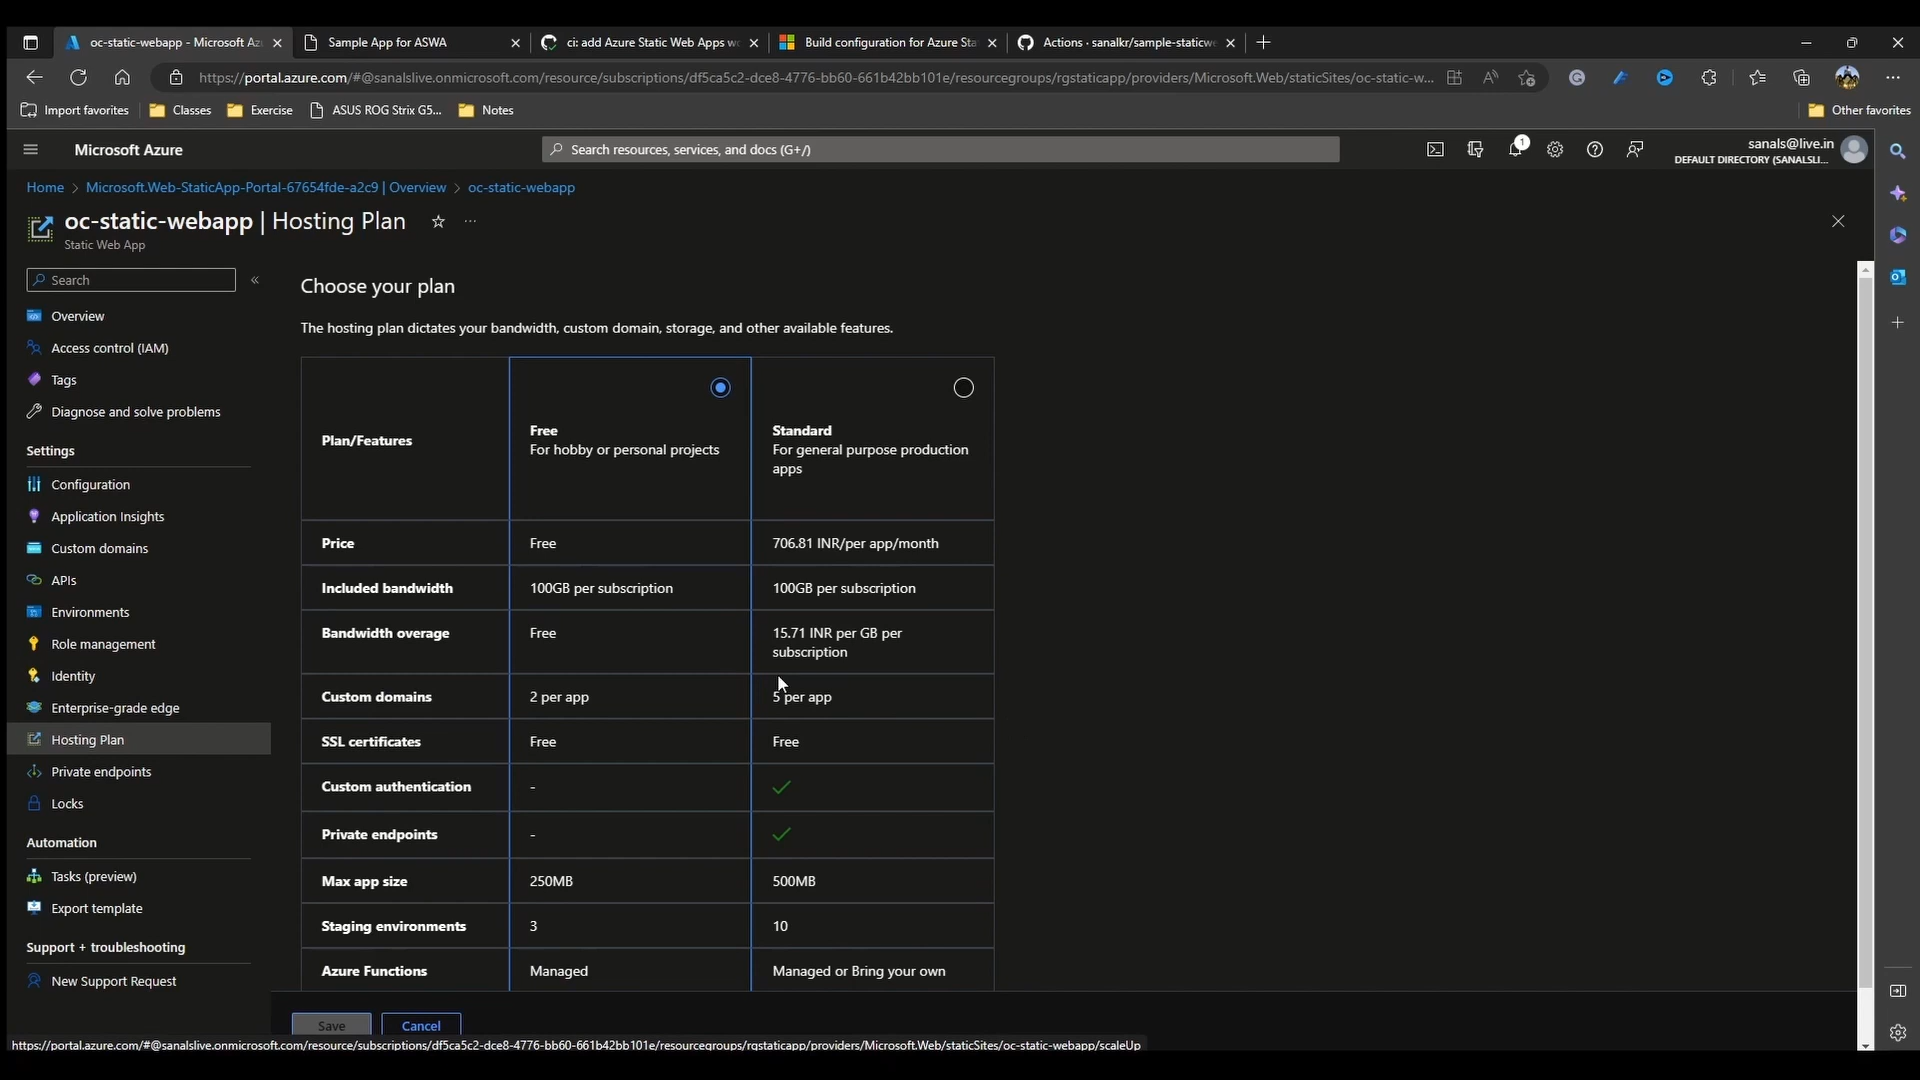 oc-static-webapp - Microsoft Az
Sample App for ASWA
ci: add Azure Static Web Apps w
Build configuration for Azure Sta
Actions · sanalkr/sample-staticwe
https://portal.azure.com/#@sanalslive.onmicrosoft.com/resource/subscriptions/df5ca5c2-dce8-4776-bb60-661b42bb101e/resourcegroups/rgstaticapp/providers/Microsoft.Web/staticSites/oc-static-w...
Import favorites
Classes
Exercise
ASUS ROG Strix G5...
Notes
Other favorites
Microsoft Azure
Search resources, services, and docs (G+/)
1
sanals@live.in
DEFAULT DIRECTORY (SANALSLI...
Home > Microsoft.Web-StaticApp-Portal-67654fde-a2c9 | Overview > oc-static-webapp
oc-static-webapp | Hosting Plan
Static Web App
Search
Overview
Access control (IAM)
Tags
Diagnose and solve problems
Settings
Configuration
Application Insights
Custom domains
APIs
Environments
Role management
Identity
Enterprise-grade edge
Hosting Plan
Private endpoints
Locks
Automation
Tasks (preview)
Export template
Support + troubleshooting
New Support Request
Choose your plan
The hosting plan dictates your bandwidth, custom domain, storage, and other available features.
Plan/Features
Free
For hobby or personal projects
Standard
For general purpose production
apps
Price
Free
706.81 INR/per app/month
Included bandwidth
100GB per subscription
100GB per subscription
Bandwidth overage
Free
15.71 INR per GB per
subscription
Custom domains
2 per app
5 per app
SSL certificates
Free
Free
Custom authentication
-
Private endpoints
-
Max app size
250MB
500MB
Staging environments
3
10
Azure Functions
Managed
Managed or Bring your own
Save
Cancel
https://portal.azure.com/#@sanalslive.onmicrosoft.com/resource/subscriptions/df5ca5c2-dce8-4776-bb60-661b42bb101e/resourcegroups/rgstaticapp/providers/Microsoft.Web/staticSites/oc-static-webapp/scaleUp